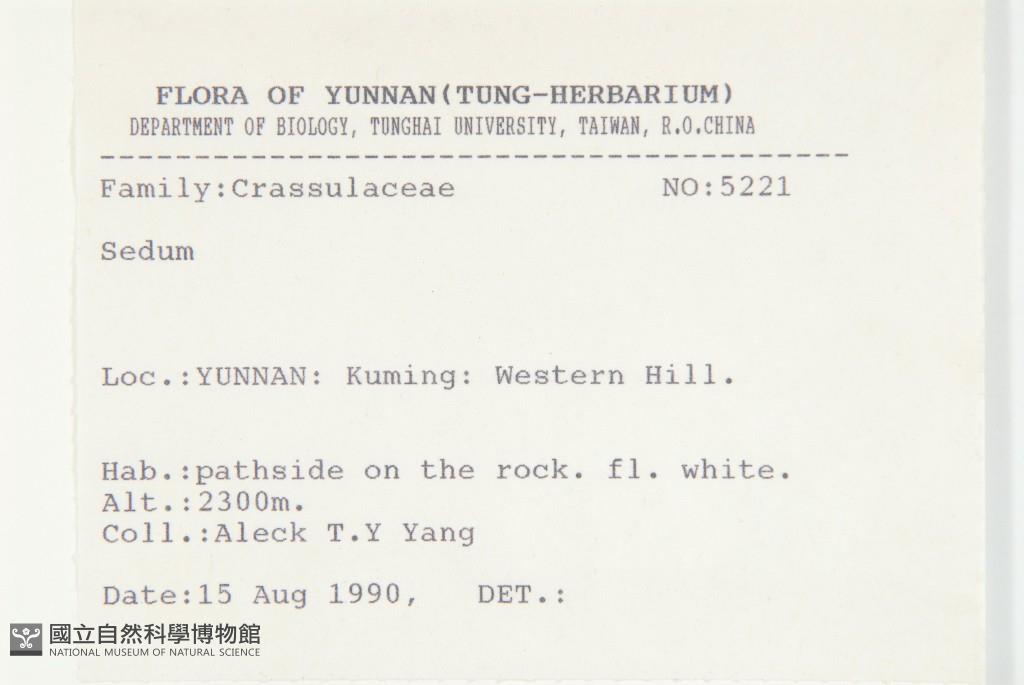 FLORA OF YUNNAN(TUNG-HERBARIUM)
DEPARTMENT OF BIOLOGY, TUNGHAI UNIVERSITY, TAIWAN, R.O.CHINA
----------------------------------------
Family:Crassulaceae NO:5221
Sedum
Loc.:YUNNAN: Kuming: Western Hill.
Hab.:pathside on the rock. fl. white.
Alt.:2300m.
Coll.:Aleck T.Y Yang
Date:15 Aug 1990, DET.:
國立自然科學博物館
NATIONAL MUSEUM OF NATURAL SCIENCE